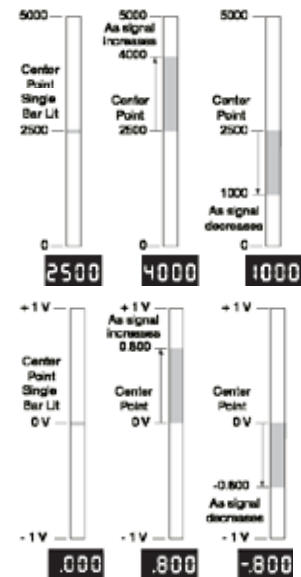 5000
Center
Point
Single
Bar Lit
2500
0
2500
5000
As signal
increases
4000
Center
Point
2500
0
4000
5000
Center
Point
2500
1000
As signal
decreases
0
1000
+1 V
Center
Point
Single
Bar Lit
0 V
-1 V
.000
+1 V
As signal
increases
0.800
Center
Point
0 V
-1 V
.800
+1 V
Center
Point
0 V
-0.800
As signal
decreases
-1 V
-.800